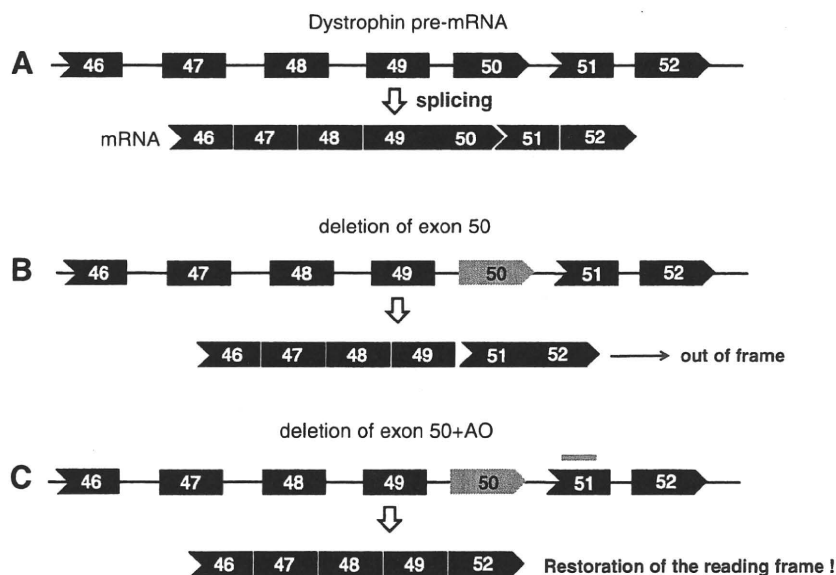 Dystrophin pre-mRNA
A 46 47 48 49 50 51 52
splicing
mRNA 46 47 48 49 50 51 52
deletion of exon 50
B 46 47 48 49 50 51 52
46 47 48 49 51 52 out of frame
deletion of exon 50+AO
C 46 47 48 49 50 51 52
46 47 48 49 52 Restoration of the reading frame !